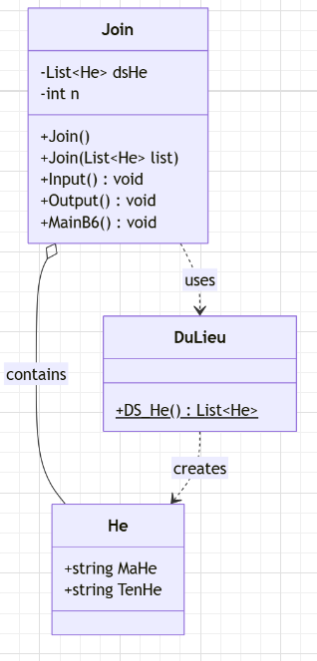 Join
-List<He> dsHe
-int n
+Join()
+Join(List<He> list)
+Input() : void
+Output() : void
+MainB6() : void
uses
DuLieu
contains
+DS_He() : List<He>
creates
He
+string MaHe
+string TenHe